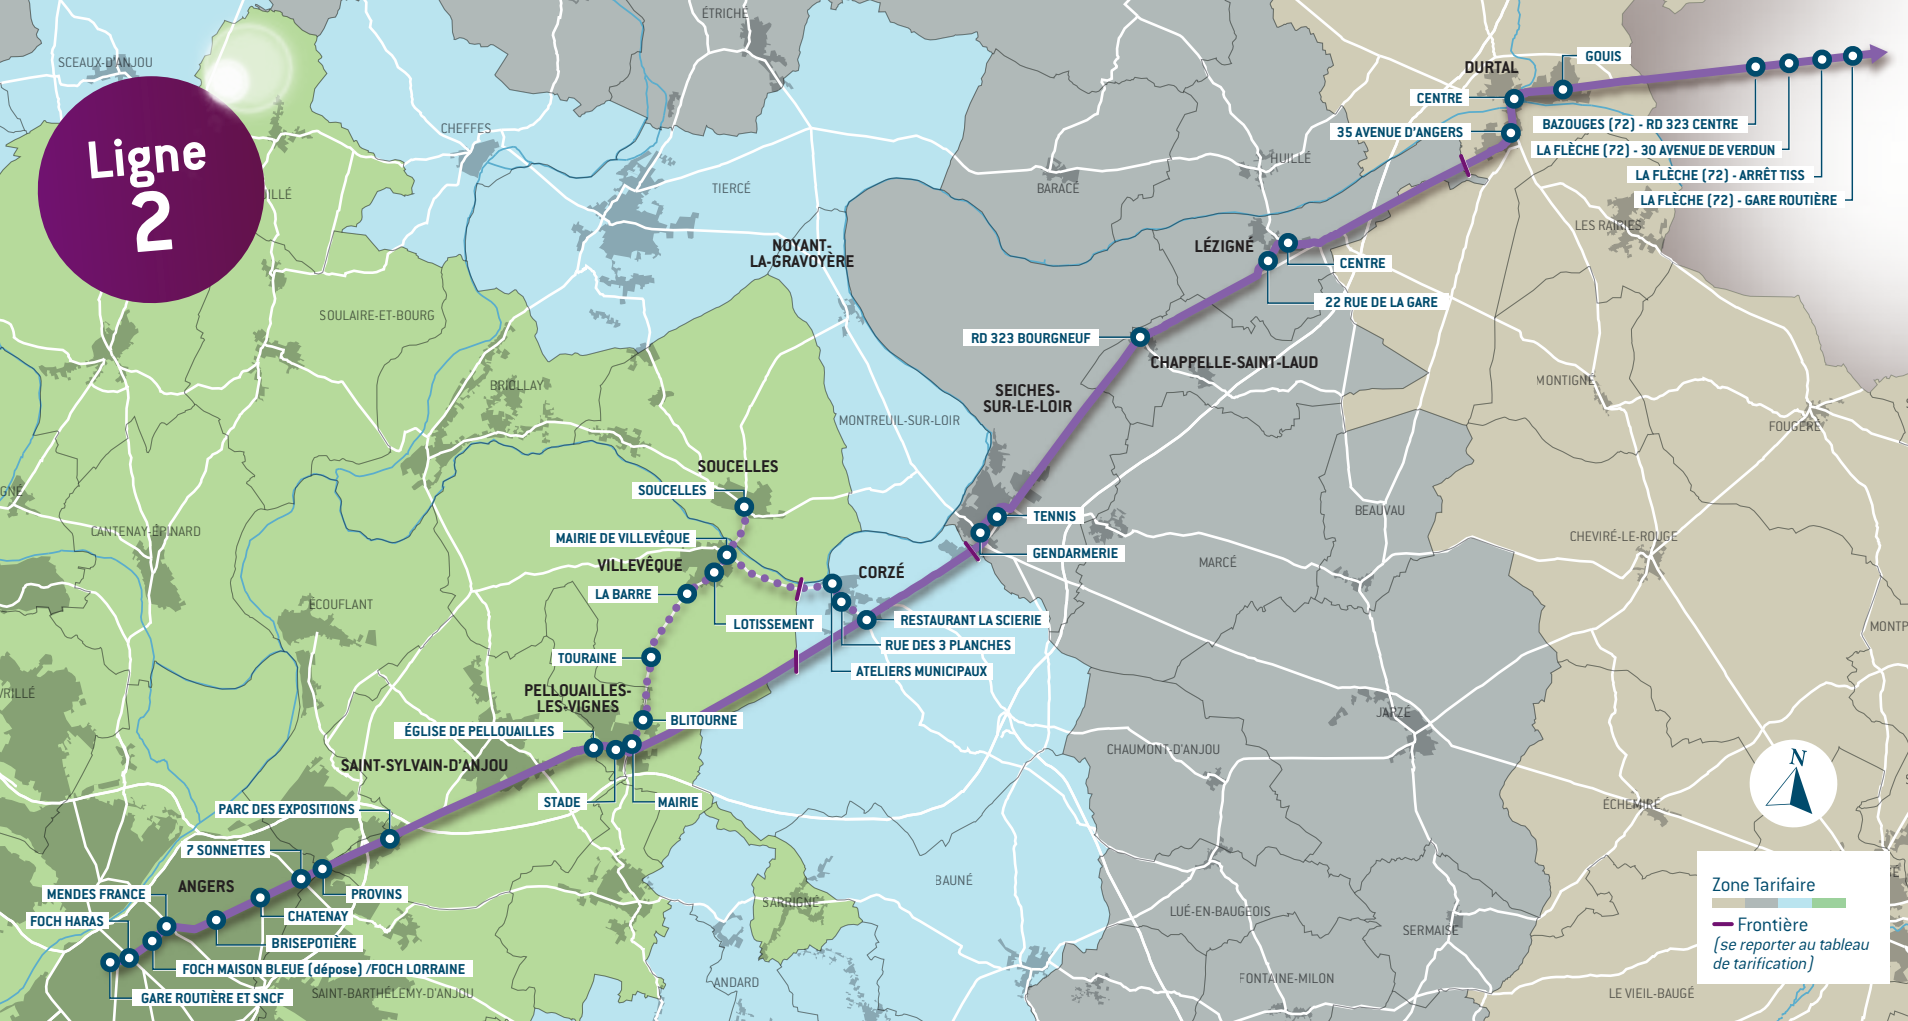 Ligne
2
SCEAUX-D'ANJOU
ÉTRICHÉ
CHEFFES
TIERCÉ
BARACÉ
HUILLÉ
DURTAL
GOUIS
CENTRE
35 AVENUE D'ANGERS
BAZOUGES (72) - RD 323 CENTRE
LA FLÈCHE (72) - 30 AVENUE DE VERDUN
LA FLÈCHE (72) - ARRÊT TISS
LA FLÈCHE (72) - GARE ROUTIÈRE
LES RAIRIES
ILLÉ
NOYANT-
LA-GRAVOYÈRE
LÉZIGNÉ
CENTRE
22 RUE DE LA GARE
SOULAIRE-ET-BOURG
RD 323 BOURGNEUF
CHAPPELLE-SAINT-LAUD
BRIOLLAY
SEICHES-
SUR-LE-LOIR
MONTIGNÉ
MONTREUIL-SUR-LOIR
FOUGERÉ
SOUCELLES
SOUCELLES
GNÉ
CANTENAY-ÉPINARD
TENNIS
BEAUVAU
MAIRIE DE VILLEVÊQUE
GENDARMERIE
CHEVIRÉ-LE-ROUGE
VILLEVÊQUE
CORZÉ
MARCÉ
LA BARRE
ECOUFLANT
LOTISSEMENT
RESTAURANT LA SCIERIE
MONTP
RUE DES 3 PLANCHES
TOURAINE
ATELIERS MUNICIPAUX
VRILLÉ
PELLOUAILLES-
LES-VIGNES
BLITOURNE
JARZÉ
ÉGLISE DE PELLOUAILLES
CHAUMONT-D'ANJOU
SAINT-SYLVAIN-D'ANJOU
N
STADE
MAIRIE
PARC DES EXPOSITIONS
ÉCHEMIRÉ
7 SONNETTES
ANGERS
MENDES FRANCE
PROVINS
BAUNÉ
SARRIGNÉ
FOCH HARAS
CHATENAY
LUÉ-EN-BAUGEOIS
BRISEPOTIÈRE
SERMAISE
FOCH MAISON BLEUE (dépose) /FOCH LORRAINE
ANDARD
FONTAINE-MILON
GARE ROUTIÈRE ET SNCF
SAINT-BARTHÉLEMY-D'ANJOU
LE VIEIL-BAUGÉ
Zone Tarifaire
Frontière
(se reporter au tableau
de tarification)